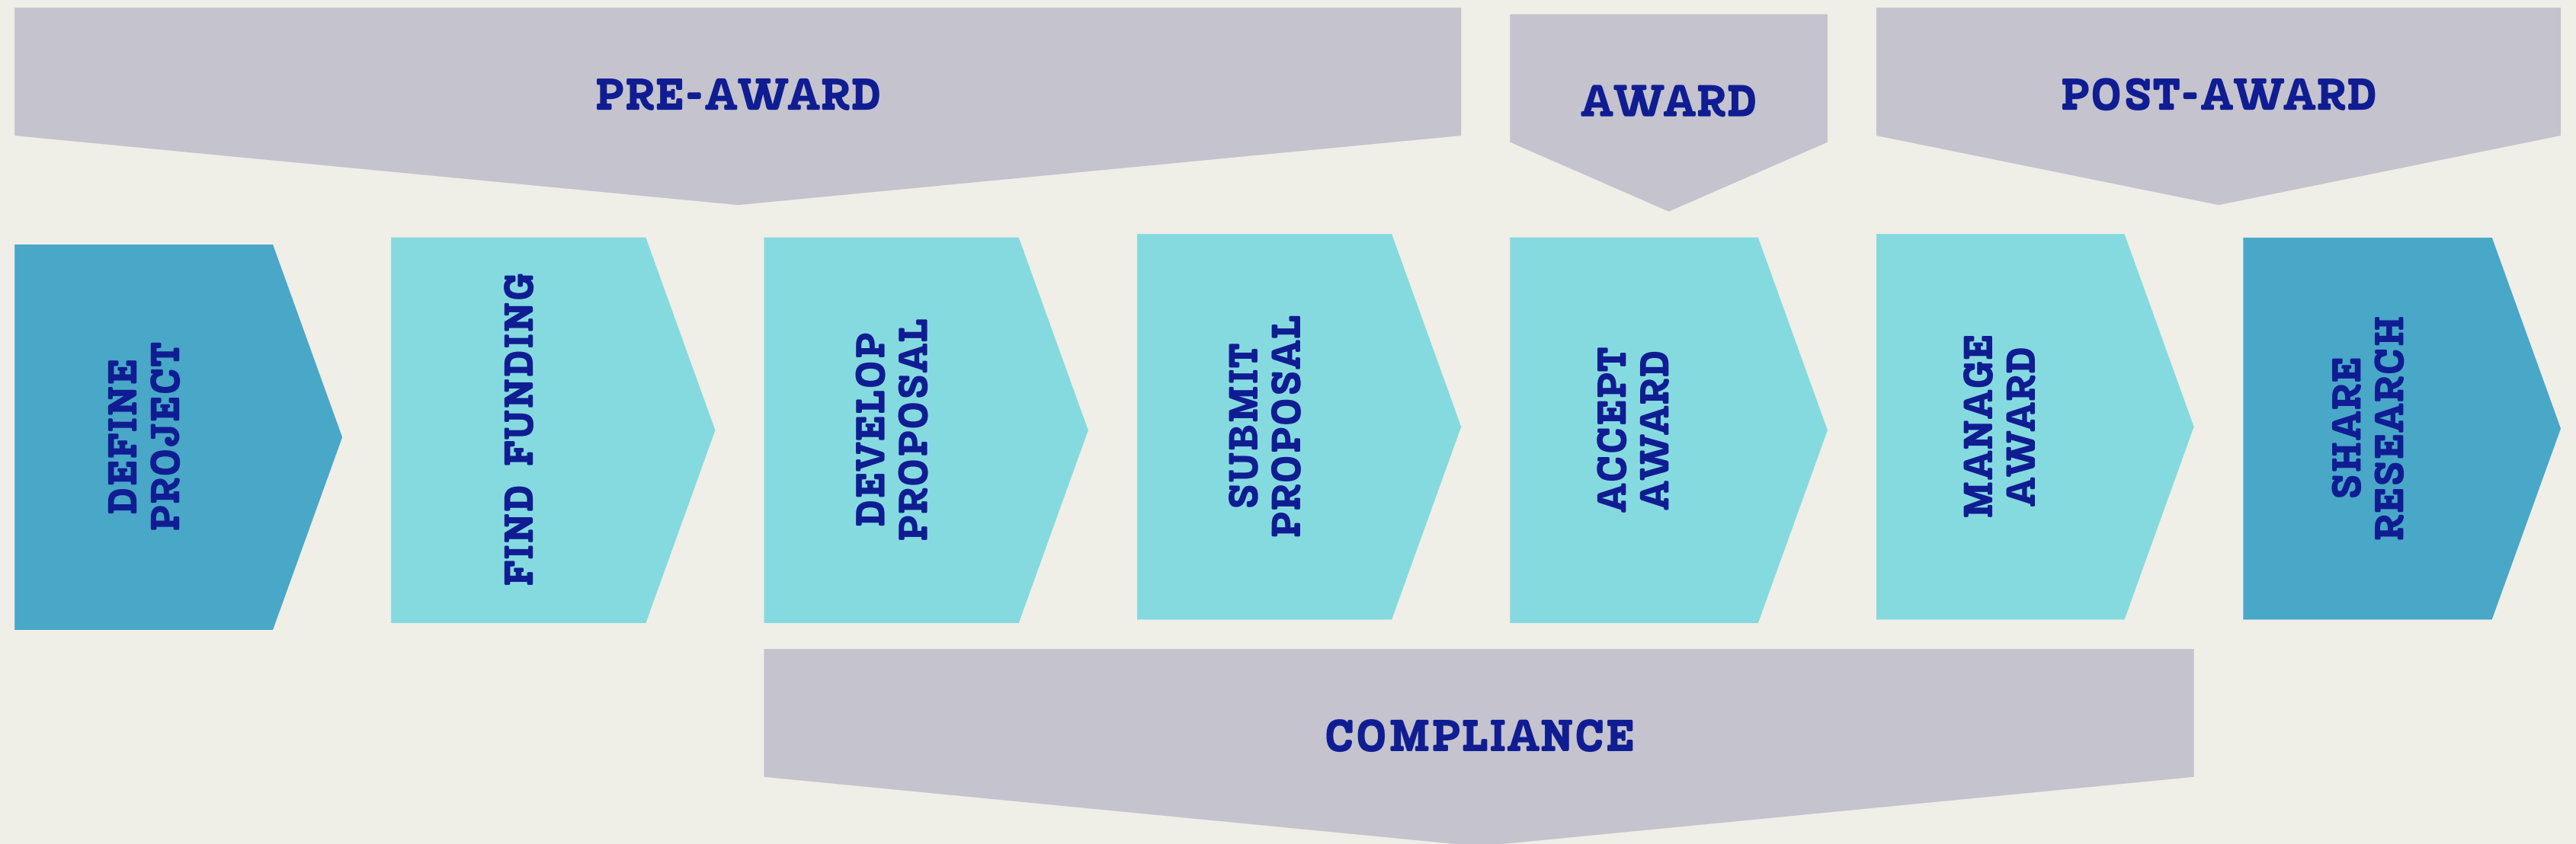 PRE-AWARD
AWARD
POST-AWARD
DEFINE
PROJECT
FIND FUNDING
DEVELOP
PROPOSAL
SUBMIT
PROPOSAL
ACCEPT
AWARD
MANAGE
AWARD
SHARE
RESEARCH
COMPLIANCE